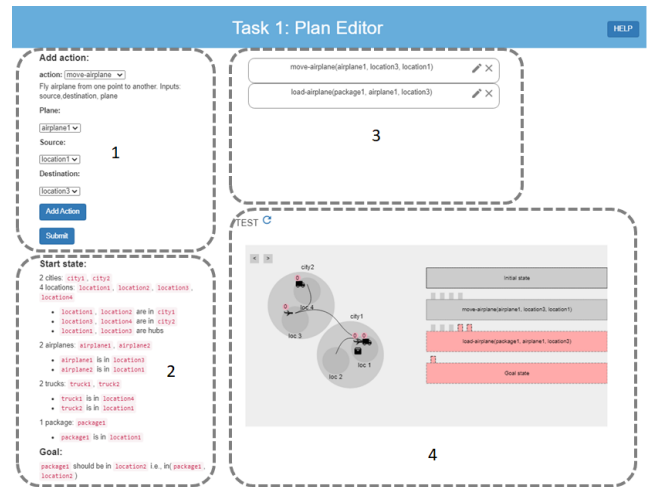 Task 1: Plan Editor
HELP
Add action:
action: move-airplane
Fly airplane from one point to another. Inputs:
source,destination, plane
Plane:
airplane1
Source:
location1
Destination:
location3
Add Action
Submit
1
Start state:
2 cities: city1, city2
4 locations: location1, location2, location3,
location4
location1, location2 are in city1
location3, location4 are in city2
location1, location3 are hubs
2 airplanes: airplane1, airplane2
airplane1 is in location3
airplane2 is in location1
2 trucks: truck1, truck2
truck1 is in location4
truck2 is in location1
1 package: package1
package1 is in location1
Goal:
package1 should be in location2 i.e., in(package1,
location2)
2
move-airplane(airplane1, location3, location1)
load-airplane(package1, airplane1, location3)
3
TEST
< >
city2
loc 4
loc 3
city1
loc 1
loc 2
Initial state
move-airplane(airplane1, location3, location1)
load-airplane(package1, airplane1, location3)
Goal state
4